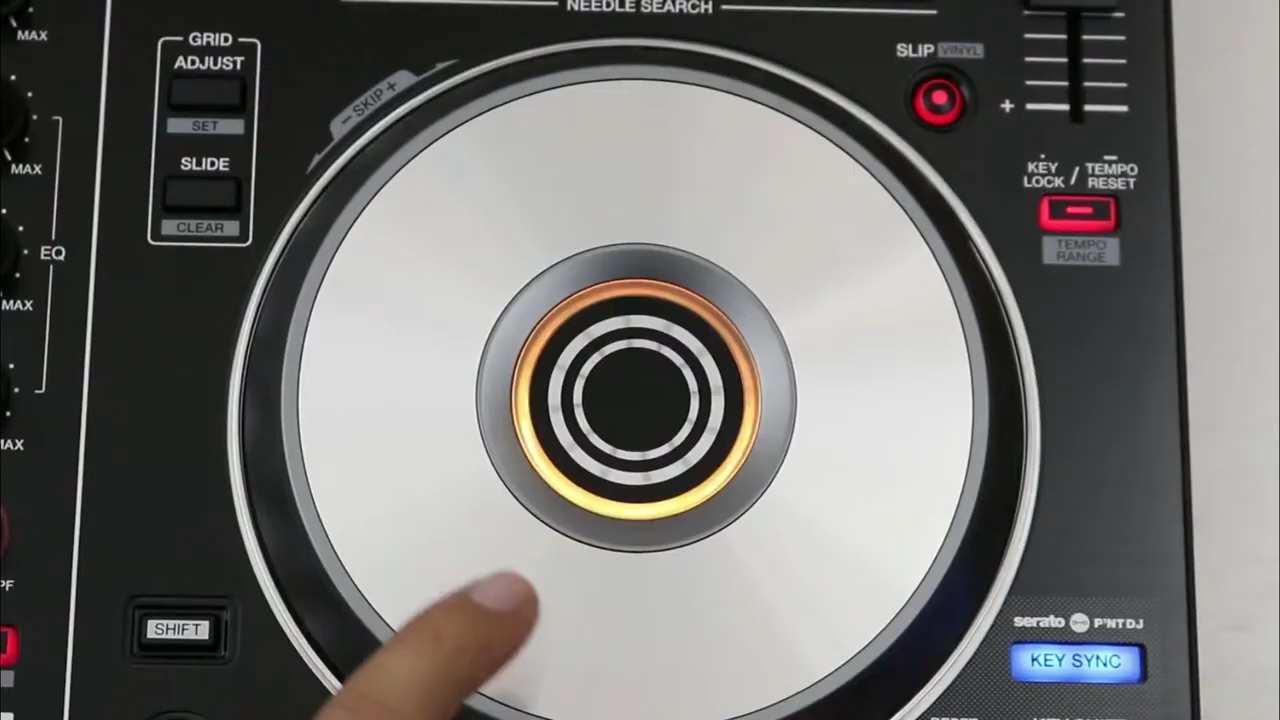 NEEDLE SEARCH
MAX
GRID
ADJUST
SET
SLIDE
CLEAR
− SKIP +
SLIP VINYL
+
KEY LOCK / TEMPO RESET
TEMPO
RANGE
MAX
EQ
MAX
MAX
PF
SHIFT
serato P'NT DJ
KEY SYNC